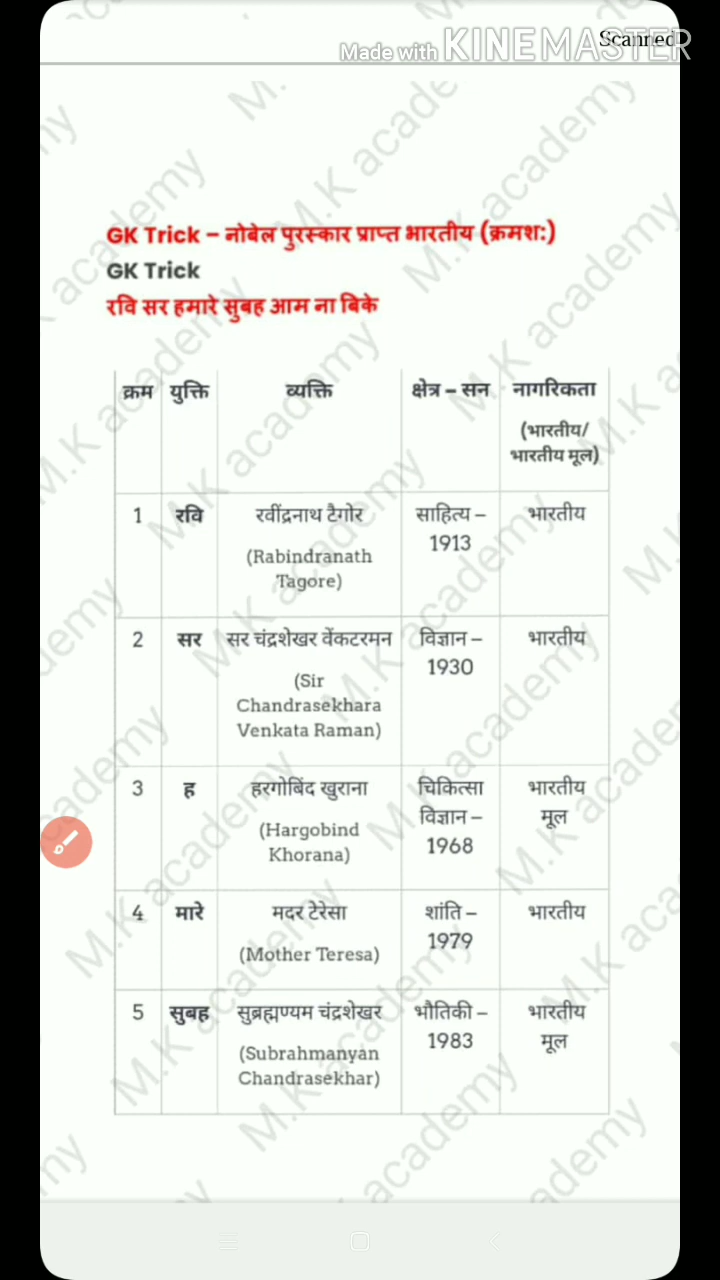 Scanned
Made with KINEMASTER
GK Trick – नोबेल पुरस्कार प्राप्त भारतीय (क्रमश:)
GK Trick
रवि सर हमारे सुबह आम ना बिके
क्रम युक्ति व्यक्ति क्षेत्र – सन नागरिकता
(भारतीय/
भारतीय मूल)
1 रवि रवींद्रनाथ टैगोर साहित्य – भारतीय
1913
(Rabindranath
Tagore)
2 सर सर चंद्रशेखर वेंकटरमन विज्ञान – भारतीय
1930
(Sir
Chandrasekhara
Venkata Raman)
3 ह हरगोबिंद खुराना चिकित्सा भारतीय
विज्ञान – मूल
(Hargobind 1968
Khorana)
4 मारे मदर टेरेसा शांति – भारतीय
1979
(Mother Teresa)
5 सुबह सुब्रह्मण्यम चंद्रशेखर भौतिकी – भारतीय
1983 मूल
(Subrahmanyan
Chandrasekhar)
M.K academy